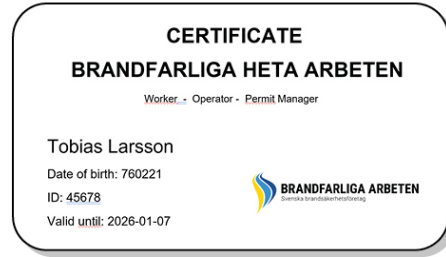 CERTIFICATE
BRANDFARLIGA HETA ARBETEN
Worker - Operator - Permit Manager
Tobias Larsson
Date of birth: 760221
ID: 45678
Valid until: 2026-01-07
BRANDFARLIGA ARBETEN
Svenska brandsäkerhetsföretag